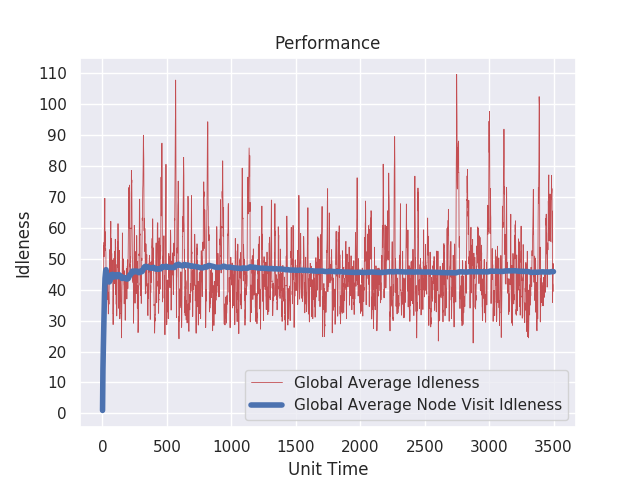 Performance
Idleness
110
100
90
80
70
60
50
40
30
20
10
0
Global Average Idleness
Global Average Node Visit Idleness
0 500 1000 1500 2000 2500 3000 3500
Unit Time